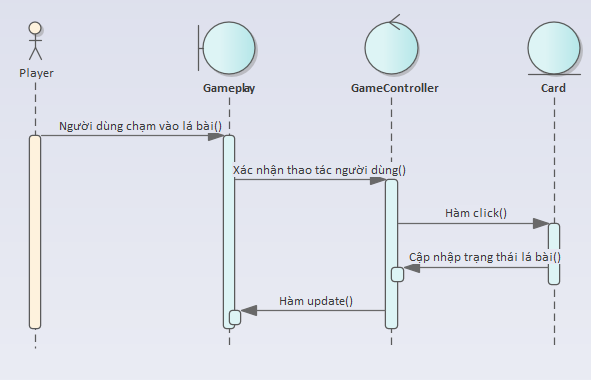 Player
Gameplay
GameController
Card
Người dùng chạm vào lá bài()
Xác nhận thao tác người dùng()
Hàm click()
Cập nhập trạng thái lá bài()
Hàm update()